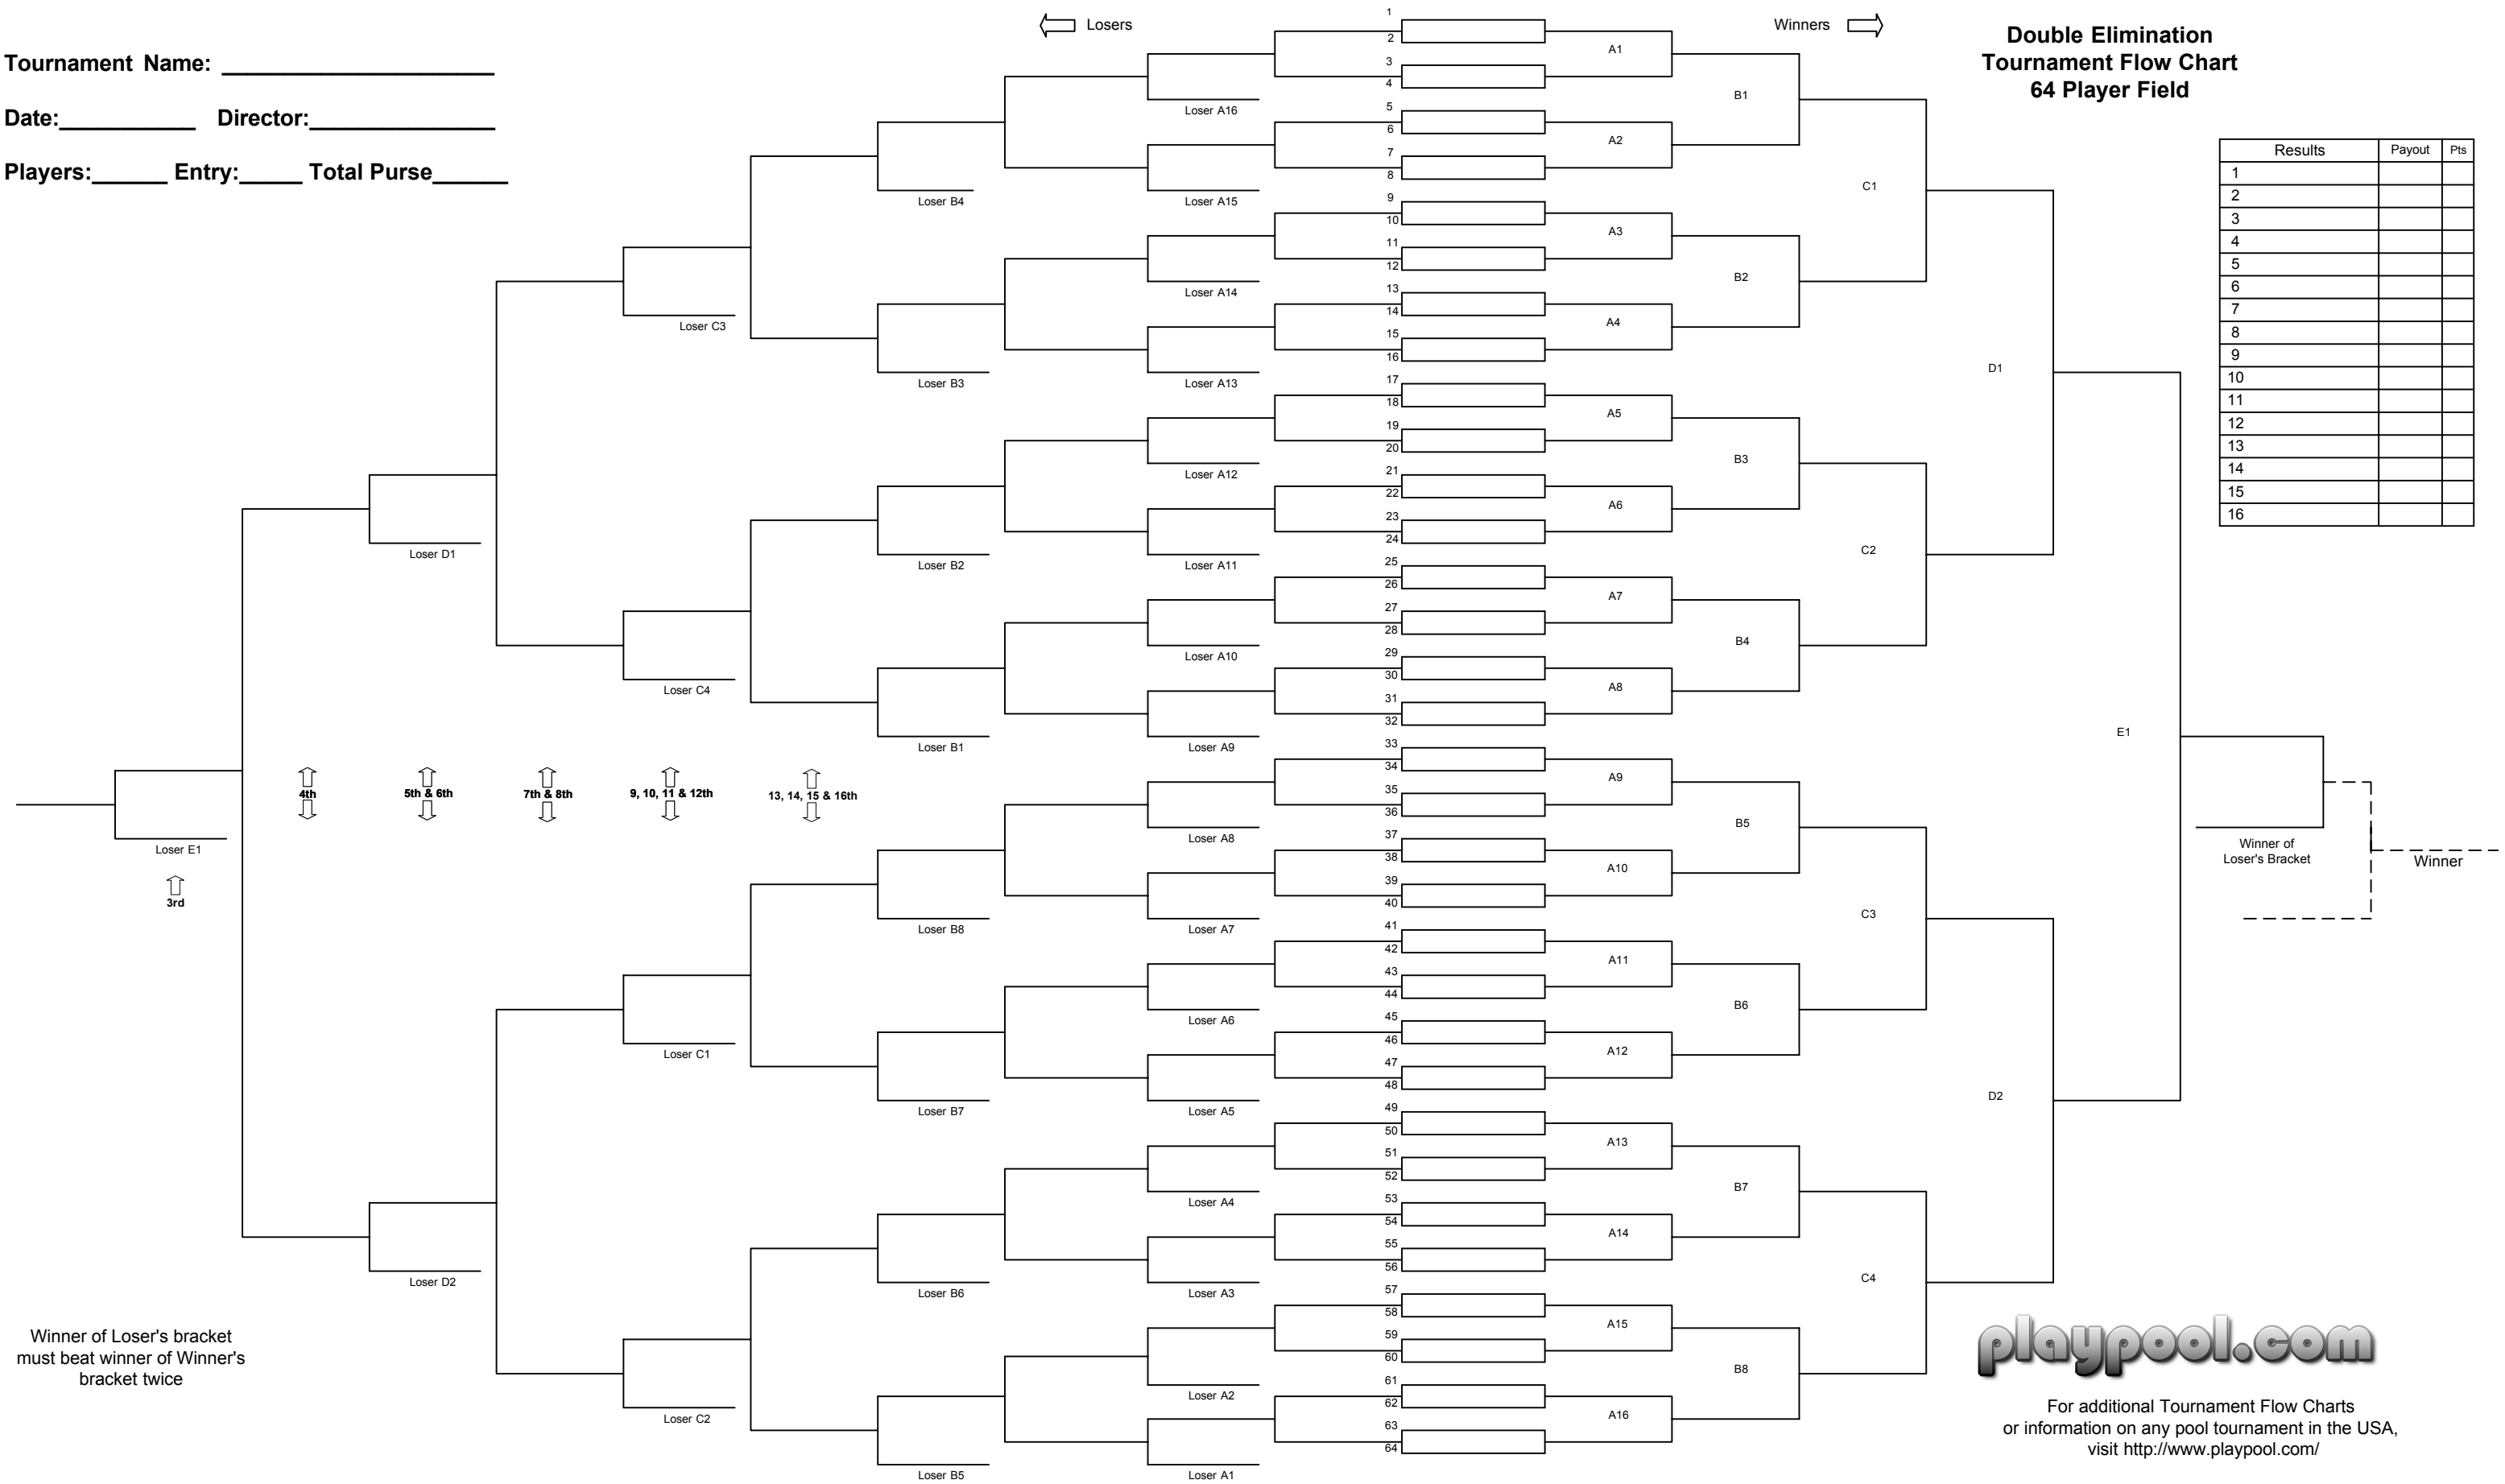 Losers
Winners
Double Elimination
Tournament Flow Chart
64 Player Field
Tournament Name: ______________________
Date:___________ Director:_______________
Players:______ Entry:_____ Total Purse______
Results Payout Pts
1
2
3
4
5
6
7
8
9
10
11
12
13
14
15
16
1
2
3
4
5
6
7
8
9
10
11
12
13
14
15
16
17
18
19
20
21
22
23
24
25
26
27
28
29
30
31
32
33
34
35
36
37
38
39
40
41
42
43
44
45
46
47
48
49
50
51
52
53
54
55
56
57
58
59
60
61
62
63
64
A1
A2
A3
A4
A5
A6
A7
A8
A9
A10
A11
A12
A13
A14
A15
A16
B1
B2
B3
B4
B5
B6
B7
B8
C1
C2
C3
C4
D1
D2
E1
Winner of
Loser's Bracket
Winner
Loser A16
Loser A15
Loser A14
Loser A13
Loser A12
Loser A11
Loser A10
Loser A9
Loser A8
Loser A7
Loser A6
Loser A5
Loser A4
Loser A3
Loser A2
Loser A1
Loser B4
Loser B3
Loser B2
Loser B1
Loser B8
Loser B7
Loser B6
Loser B5
Loser C3
Loser C4
Loser C1
Loser C2
Loser D1
Loser D2
Loser E1
3rd
4th
5th & 6th
7th & 8th
9, 10, 11 & 12th
13, 14, 15 & 16th
Winner of Loser's bracket
must beat winner of Winner's
bracket twice
playpool.com
For additional Tournament Flow Charts
or information on any pool tournament in the USA,
visit http://www.playpool.com/